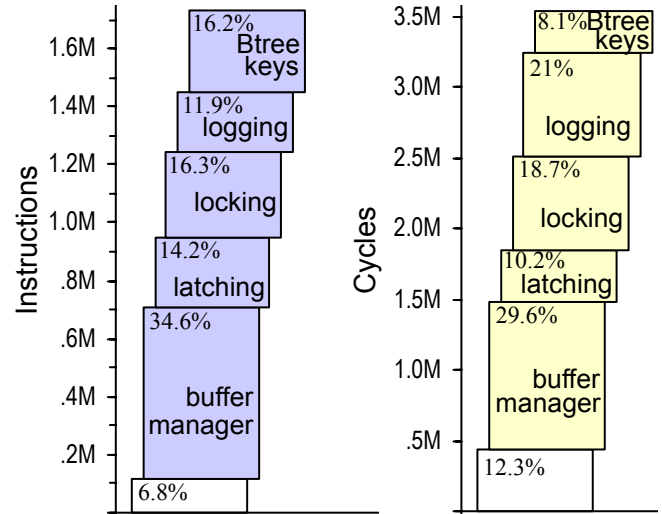 Instructions
1.6M
1.4M
1.2M
1.0M
.8M
.6M
.4M
.2M
16.2%
Btree
keys
11.9%
logging
16.3%
locking
14.2%
latching
34.6%
buffer
manager
6.8%
Cycles
3.5M
3.0M
2.5M
2.0M
1.5M
1.0M
.5M
8.1%
Btree
keys
21%
logging
18.7%
locking
10.2%
latching
29.6%
buffer
manager
12.3%